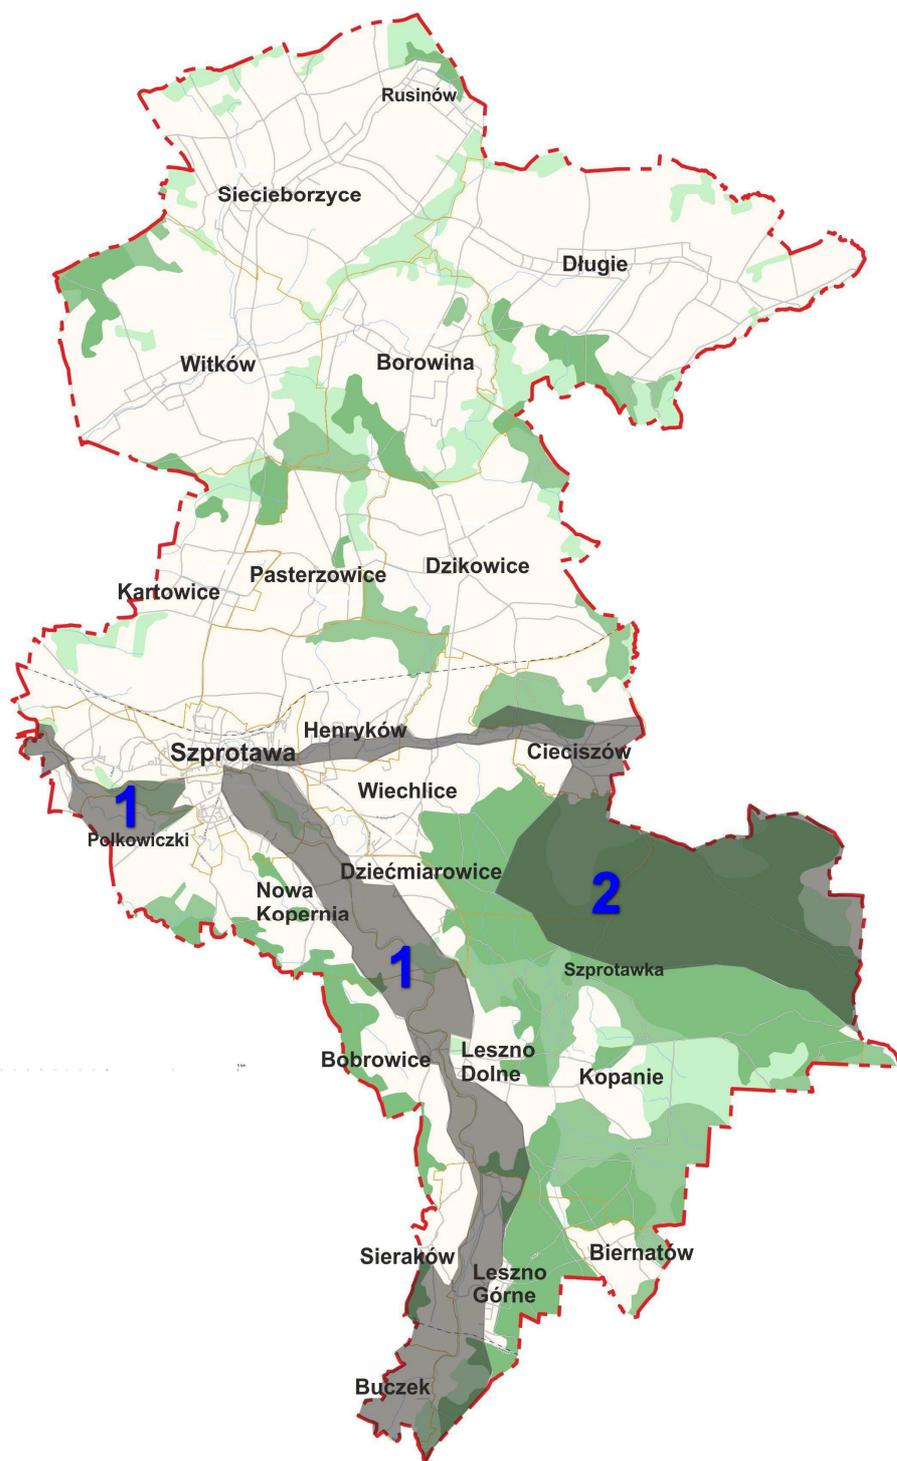 Rusinów
Siecieborzyce
Długie
Witków
Borowina
Dzikowice
Pasterzowice
Kartowice
Henryków
Szprotawa
Cieciszów
Wiechlice
1
Polkowiczki
Dziećmiarowice
Nowa
Kopernia
2
1
Szprotawka
Leszno
Dolne
Bobrowice
Kopanie
Sieraków
Biernatów
Leszno
Górne
Buczek